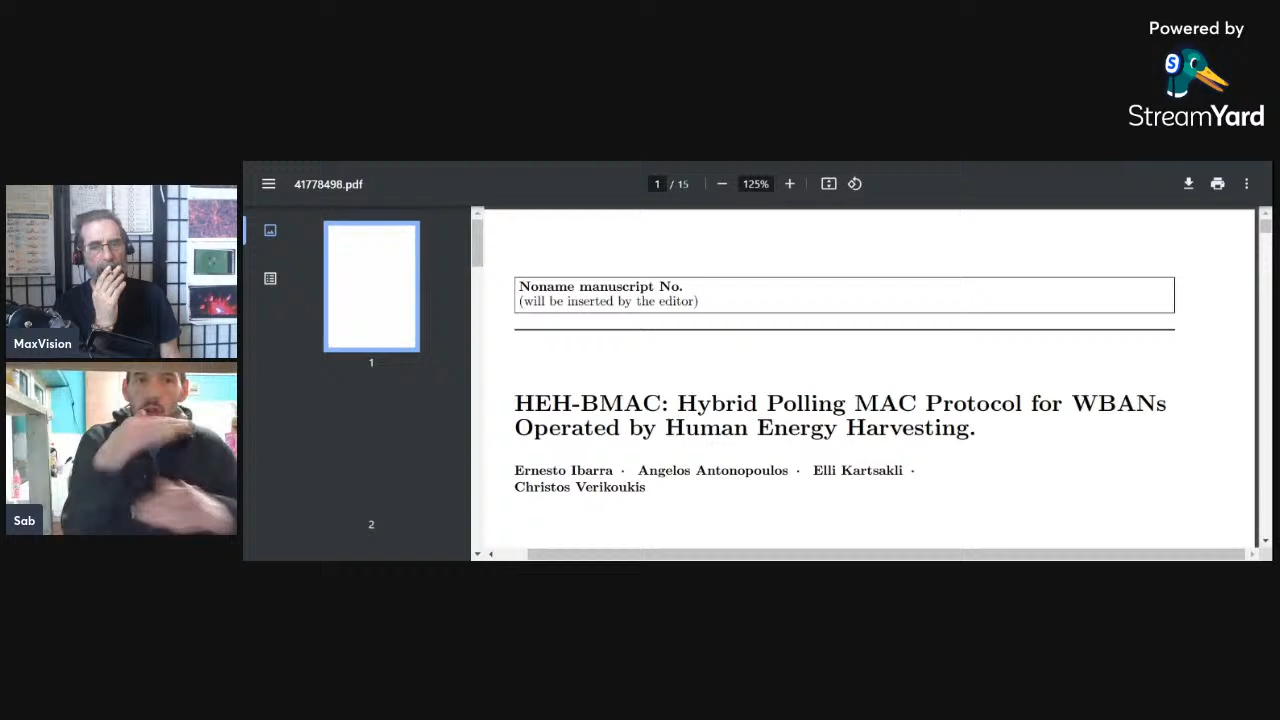 Powered by
StreamYard
41778498.pdf
1 / 15
125%
MaxVision
Sab
1
2
Noname manuscript No.
(will be inserted by the editor)
HEH-BMAC: Hybrid Polling MAC Protocol for WBANs
Operated by Human Energy Harvesting.
Ernesto Ibarra · Angelos Antonopoulos · Elli Kartsakli ·
Christos Verikoukis